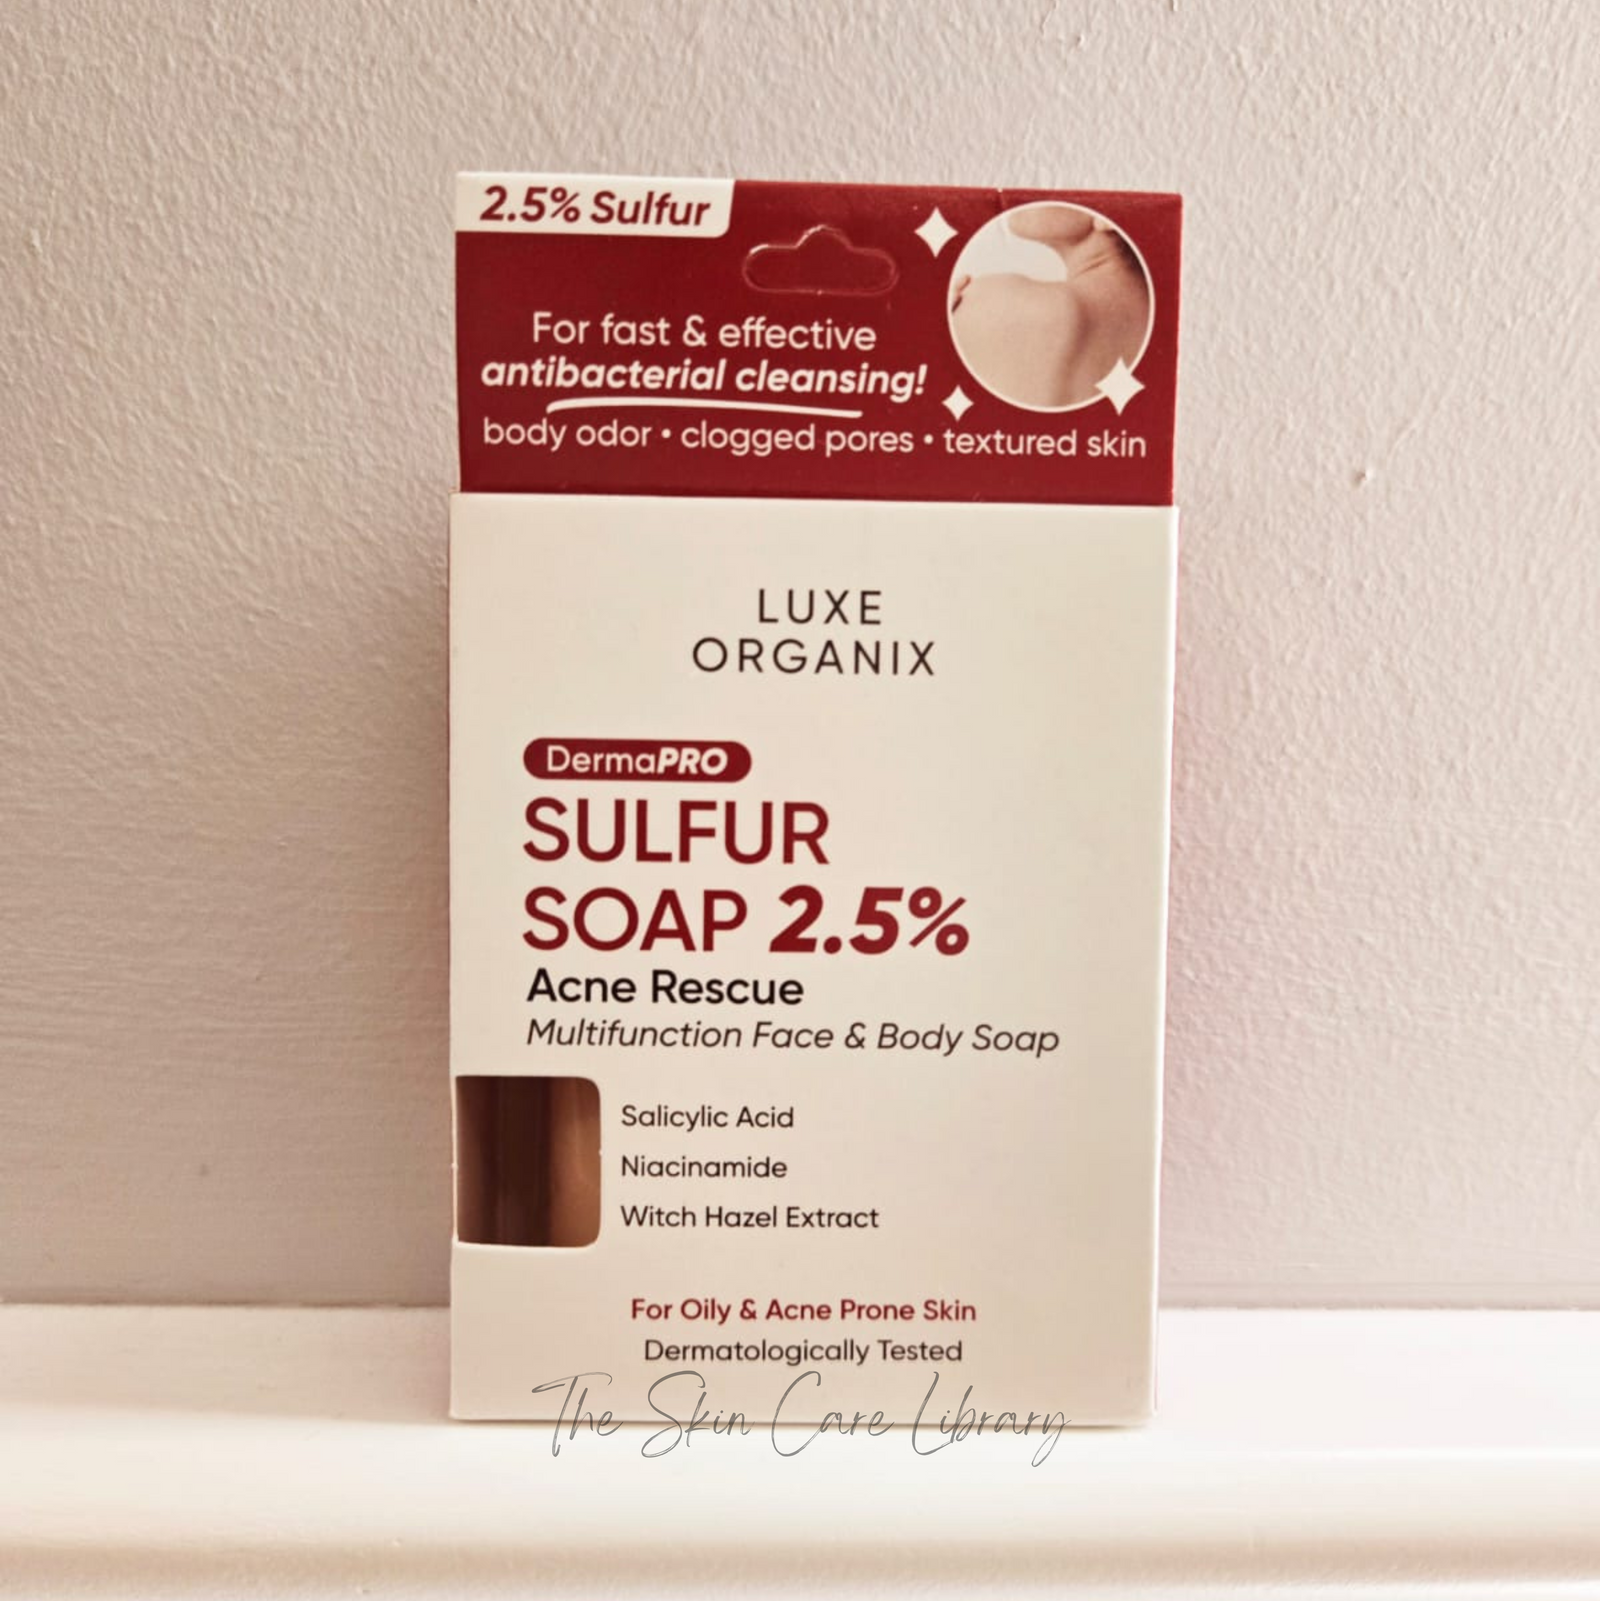 2.5% Sulfur
For fast & effective
antibacterial cleansing!
body odor • clogged pores • textured skin
LUXE
ORGANIX
DermaPRO
SULFUR
SOAP 2.5%
Acne Rescue
Multifunction Face & Body Soap
Salicylic Acid
Niacinamide
Witch Hazel Extract
For Oily & Acne Prone Skin
Dermatologically Tested
The Skin Care Library